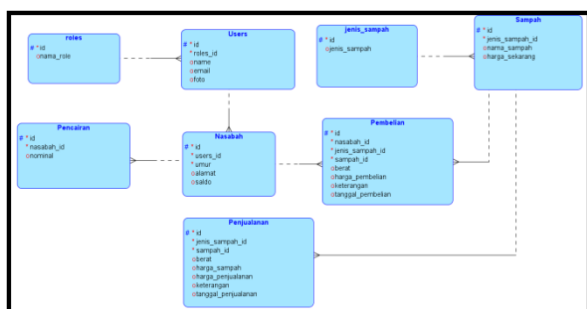 roles
# * id
o nama_role
Users
# * id
* roles_id
o name
o email
o foto
jenis_sampah
# * id
o jenis_sampah
Sampah
# * id
* jenis_sampah_id
o nama_sampah
o harga_sekarang
Pencairan
# * id
* nasabah_id
o nominal
Nasabah
# * id
* users_id
* umur
o alamat
o saldo
Pembelian
# * id
* nasabah_id
* jenis_sampah_id
* sampah_id
o berat
o harga_pembelian
o keterangan
o tanggal_pembelian
Penjualanan
# * id
* jenis_sampah_id
* sampah_id
o berat
o harga_sampah
o harga_penjualanan
o keterangan
o tanggal_penjualanan